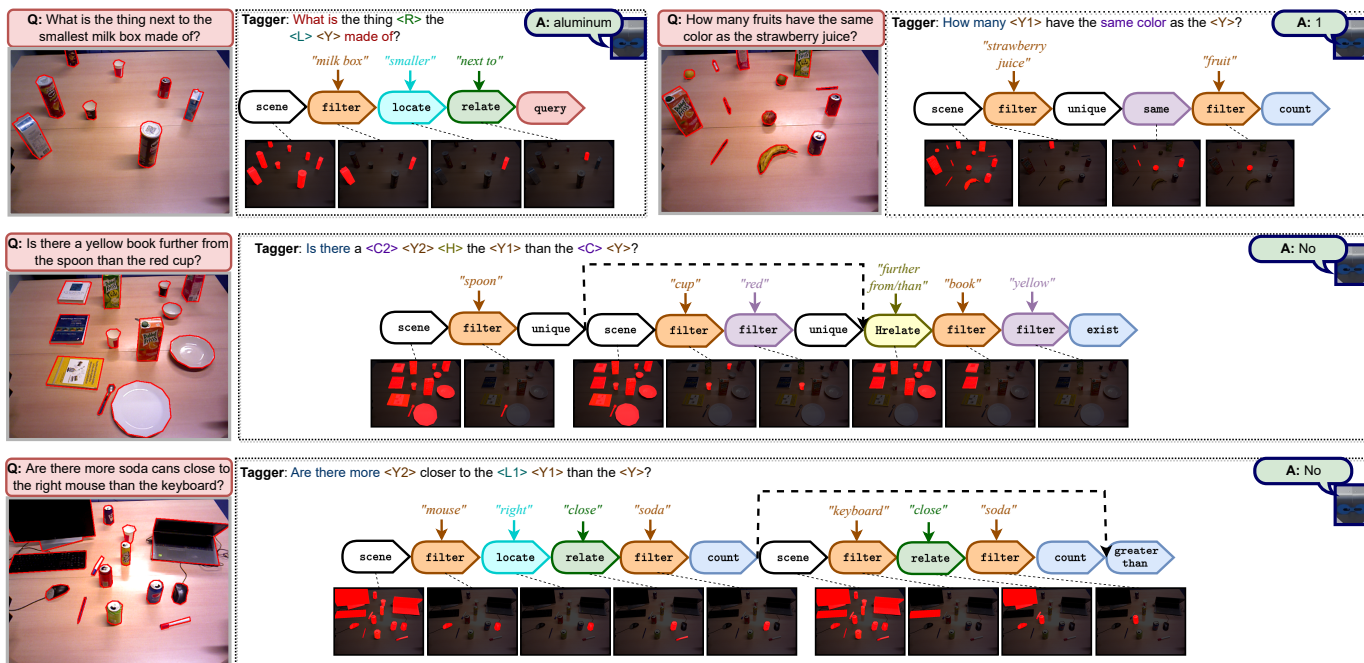 Q: What is the thing next to the
smallest milk box made of?
Tagger: What is the thing <R> the
<L> <Y> made of?
A: aluminum
"milk box"
"smaller"
"next to"
scene
filter
locate
relate
query
Q: How many fruits have the same
color as the strawberry juice?
Tagger: How many <Y1> have the same color as the <Y>?
A: 1
"strawberry
juice"
"fruit"
scene
filter
unique
same
filter
count
Q: Is there a yellow book further from
the spoon than the red cup?
Tagger: Is there a <C2> <Y2> <H> the <Y1> than the <C> <Y>?
A: No
"spoon"
"cup"
"red"
"further
from/than"
"book"
"yellow"
scene
filter
unique
scene
filter
filter
unique
Hrelate
filter
filter
exist
Q: Are there more soda cans close to
the right mouse than the keyboard?
Tagger: Are there more <Y2> closer to the <L1> <Y1> than the <Y>?
A: No
"mouse"
"right"
"close"
"soda"
"keyboard"
"close"
"soda"
scene
filter
locate
relate
filter
count
scene
filter
relate
filter
count
greater
than